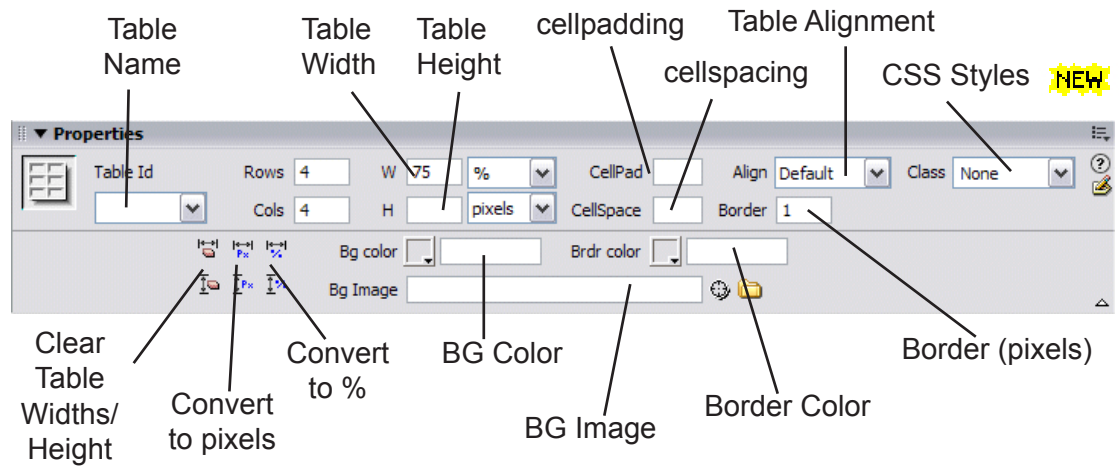 Table Name
Table Width
Table Height
cellpadding
Table Alignment
cellspacing
CSS Styles NEW
Properties
Table Id
Rows 4
W 75 %
CellPad
Align Default
Class None
Cols 4
H pixels
CellSpace
Border 1
Px %
Bg color
Brdr color
Px %
Bg Image
Clear Table Widths/ Height
Convert to pixels
Convert to %
BG Color
BG Image
Border Color
Border (pixels)